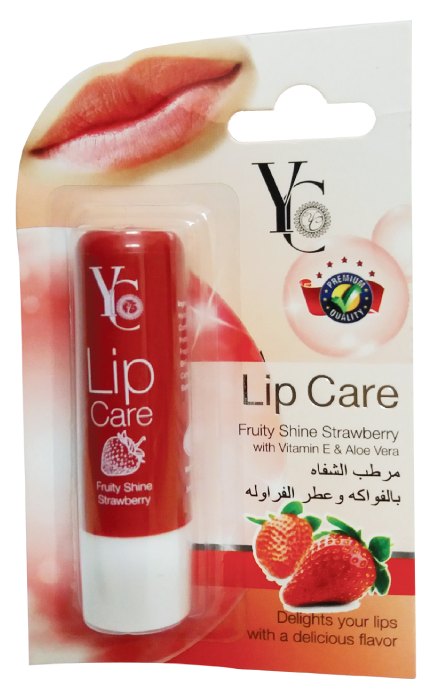 YC
PREMIUM
QUALITY
Lip Care
Fruity Shine Strawberry
with Vitamin E & Aloe Vera
مرطب الشفاه
بالفواكه وعطر الفراوله
Delights your lips
with a delicious flavor
YC
Lip
Care
Fruity Shine
Strawberry